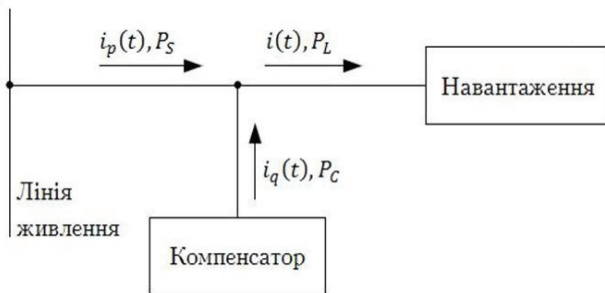 i_p(t), P_S
i(t), P_L
Навантаження
i_q(t), P_C
Лінія
живлення
Компенсатор